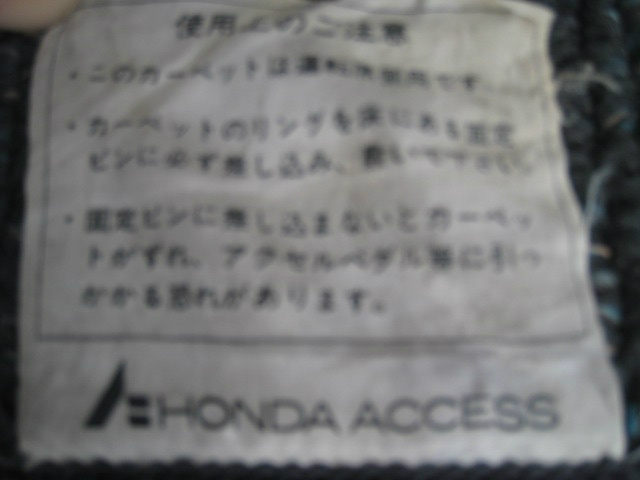 使用上のご注意
・このカーペットは運転席専用です
・カーペットのリングを床にある固定
ピンに必ず差し込み、敷いて下さい
・固定ピンに差し込まないとカーペッ
トがずれ、アクセルペダル等に引っ
かかる恐れがあります。
HONDA ACCESS